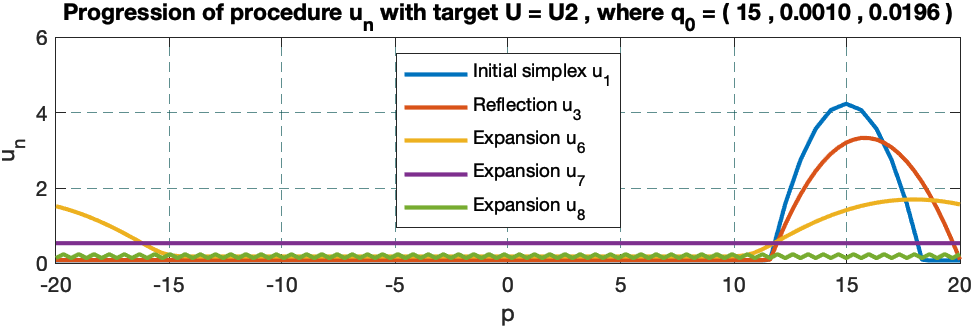 Progression of procedure u_n with target U = U2 , where q_0 = ( 15 , 0.0010 , 0.0196 )
6
4
2
0
u_n
Initial simplex u_1
Reflection u_3
Expansion u_6
Expansion u_7
Expansion u_8
-20 -15 -10 -5 0 5 10 15 20
p